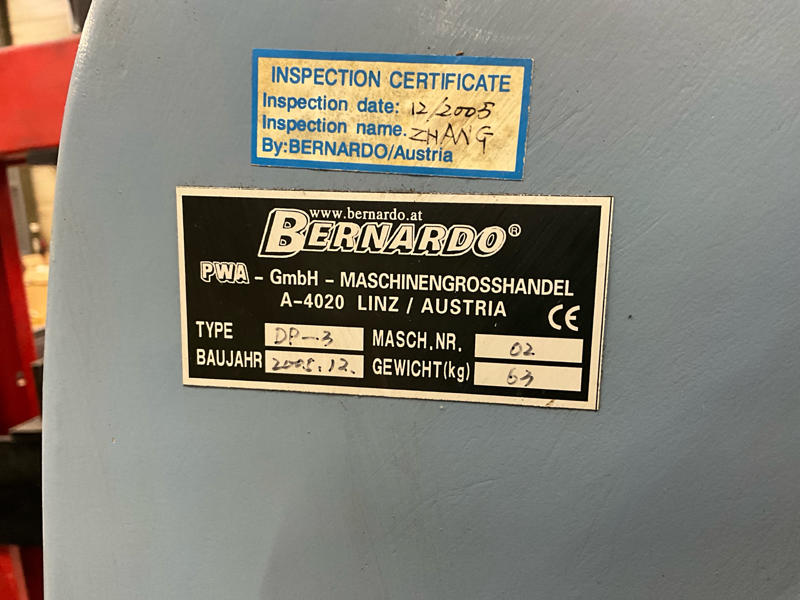 INSPECTION CERTIFICATE
Inspection date: 12/2005
Inspection name. ZHANG
By:BERNARDO/Austria
www.bernardo.at
BERNARDO®
PWA - GmbH - MASCHINENGROSSHANDEL
A-4020 LINZ / AUSTRIA
CE
TYPE DP-3 MASCH.NR. 02
BAUJAHR 2005.12. GEWICHT(kg) 63